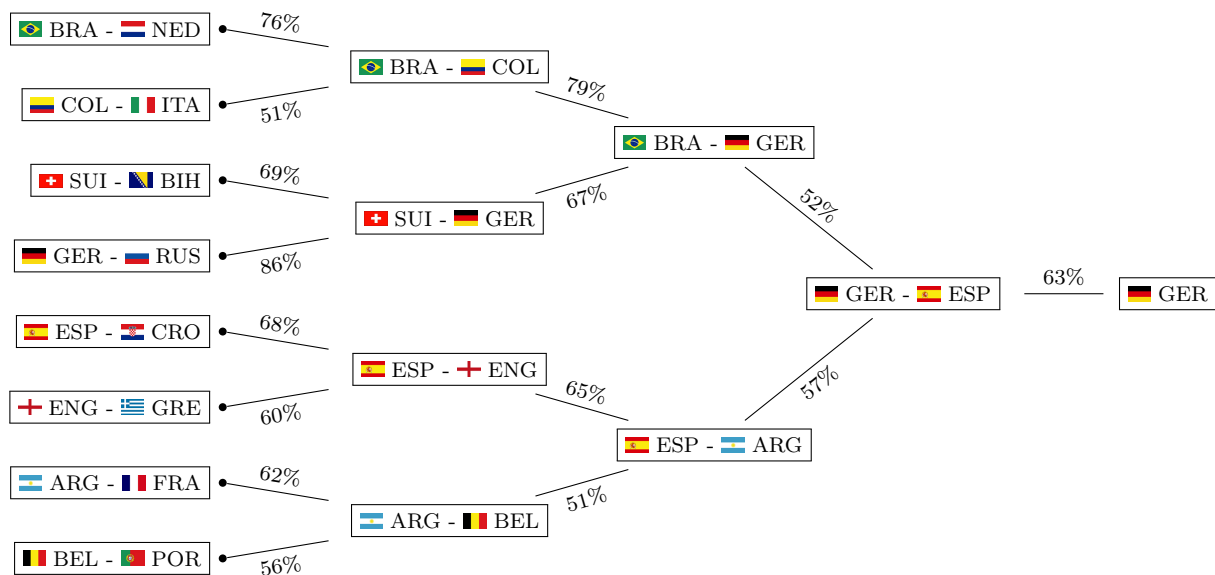 BRA - NED
76%
BRA - COL
COL - ITA
51%
79%
BRA - GER
SUI - BIH
69%
SUI - GER
67%
GER - RUS
86%
52%
GER - ESP
63%
GER
ESP - CRO
68%
ESP - ENG
ENG - GRE
60%
65%
57%
ESP - ARG
ARG - FRA
62%
ARG - BEL
51%
BEL - POR
56%